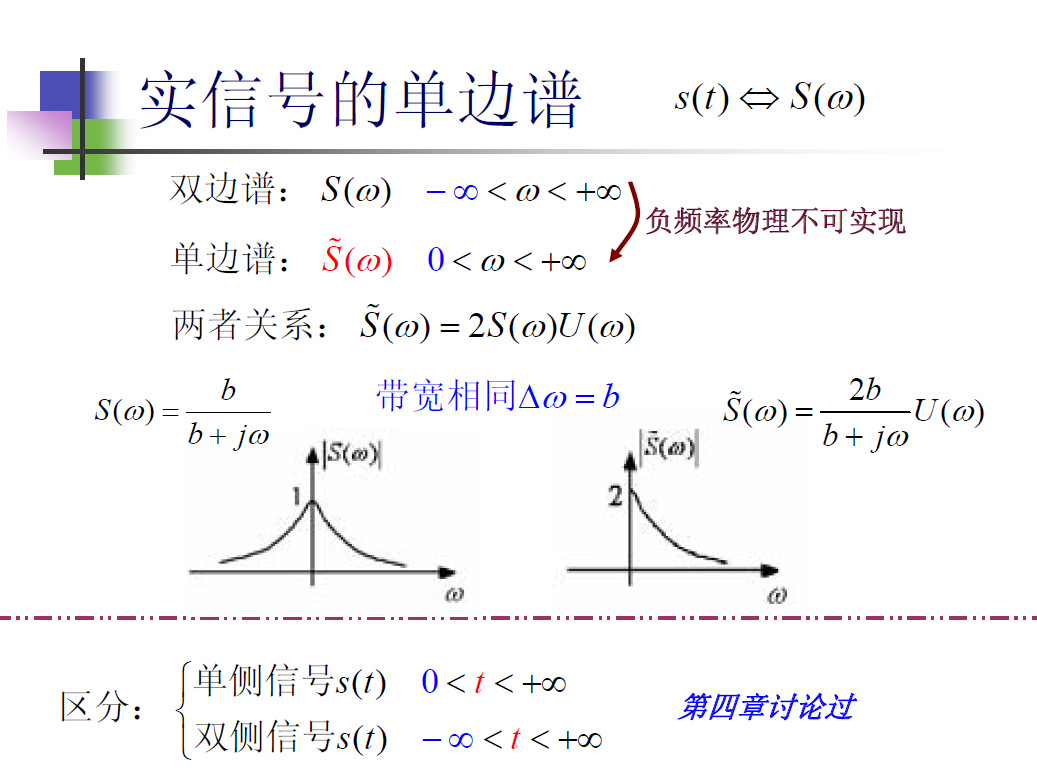 实信号的单边谱 s(t) ⇔ S(ω)
双边谱： S(ω) − ∞ < ω < +∞
负频率物理不可实现
单边谱： S̃(ω) 0 < ω < +∞
两者关系： S̃(ω) = 2S(ω)U(ω)
S(ω) = b / (b + jω)
带宽相同Δω = b
S̃(ω) = 2b / (b + jω) U(ω)
|S(ω)|
1
ω
|S̃(ω)|
2
ω
区分：
单侧信号s(t) 0 < t < +∞
双侧信号s(t) − ∞ < t < +∞
第四章讨论过